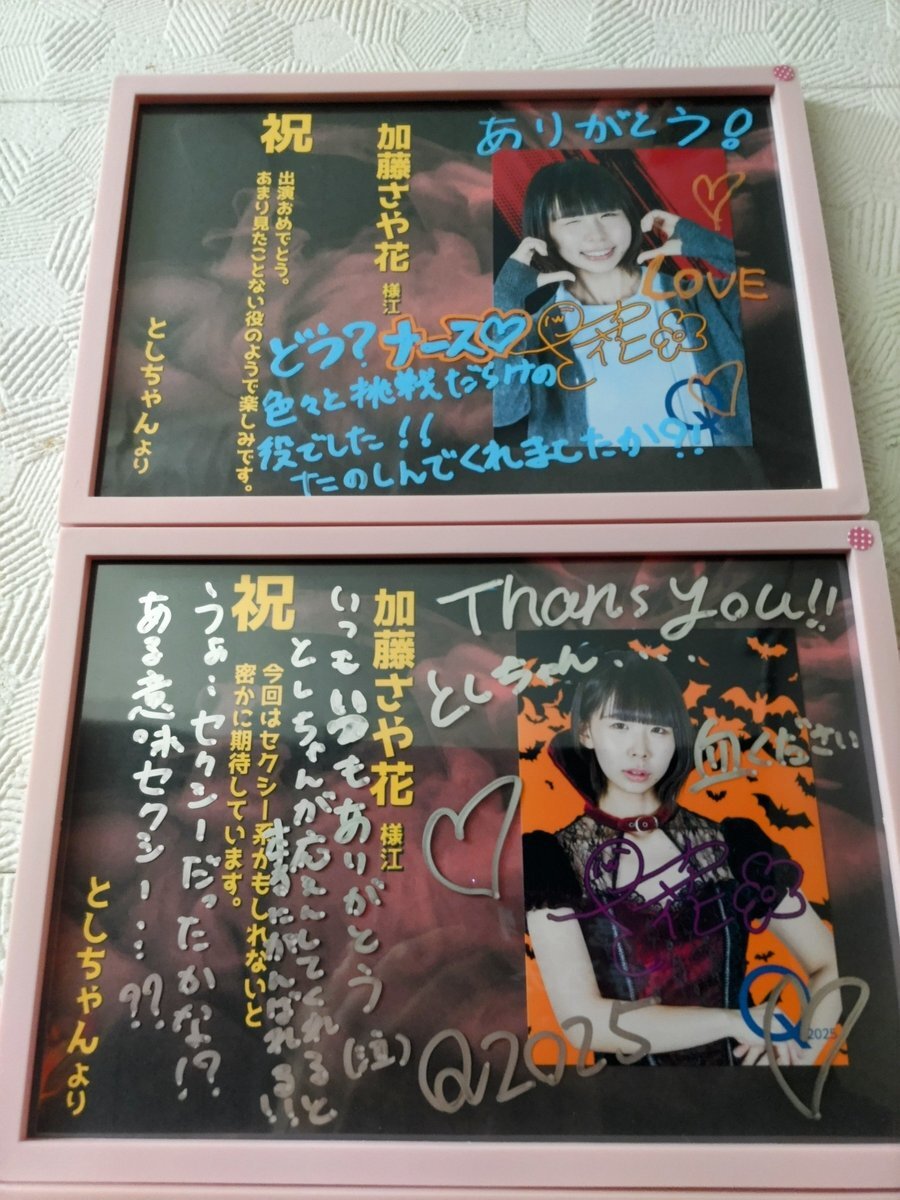 加藤さや花 様江
祝
出演おめでとう。
あまり見たことない役のようで楽しみです。
としちゃんより
ありがとう!
LOVE
どう?ナース♡
色々と挑戦だらけの
役でした!!
たのしんでくれましたか?!
加藤さや花 様江
祝
今回はセクシー系かもしれないと
密かに期待しています。
としちゃんより
Thans you!!
としちゃん....
血ください
いつもいつもありがとう(泣)
としちゃんが応えんしてくれると
本当にがんばれる!!
うぉ…セクシーだったかな!?
ある意味セクシー…??
Q2025
Q
2025